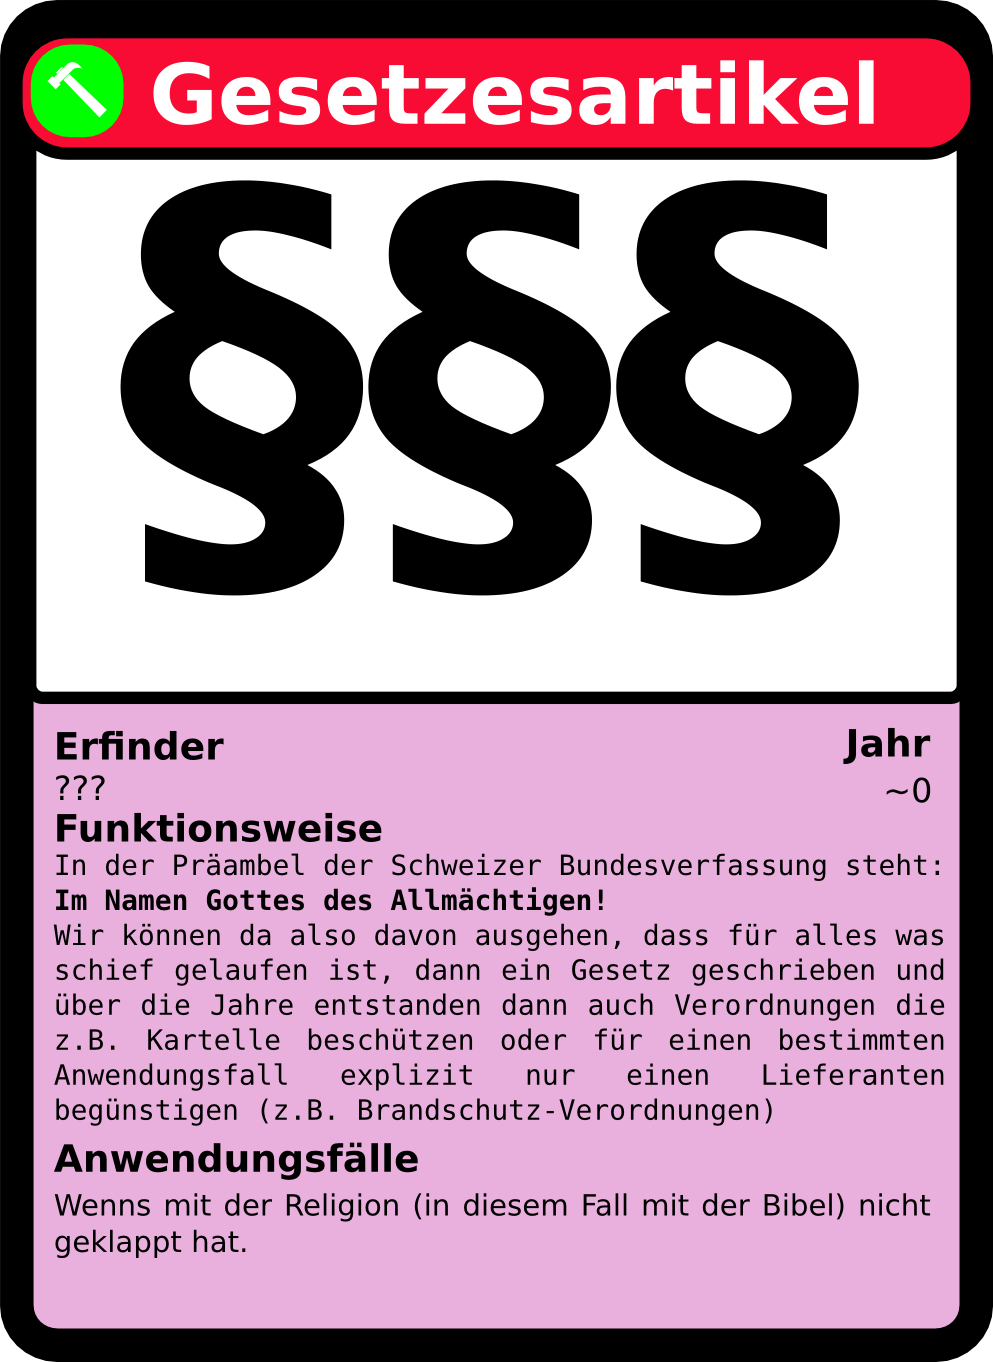 Gesetzesartikel
§§§
Erfinder
Jahr
???
~0
Funktionsweise
In der Präambel der Schweizer Bundesverfassung steht:
Im Namen Gottes des Allmächtigen!
Wir können da also davon ausgehen, dass für alles was
schief gelaufen ist, dann ein Gesetz geschrieben und
über die Jahre entstanden dann auch Verordnungen die
z.B. Kartelle beschützen oder für einen bestimmten
Anwendungsfall explizit nur einen Lieferanten
begünstigen (z.B. Brandschutz-Verordnungen)
Anwendungsfälle
Wenns mit der Religion (in diesem Fall mit der Bibel) nicht
geklappt hat.